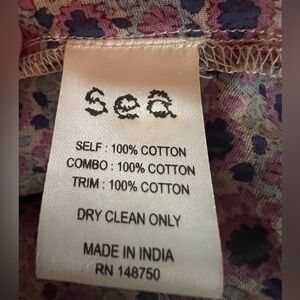 sea
SELF : 100% COTTON
COMBO : 100% COTTON
TRIM : 100% COTTON
DRY CLEAN ONLY
MADE IN INDIA
RN 148750